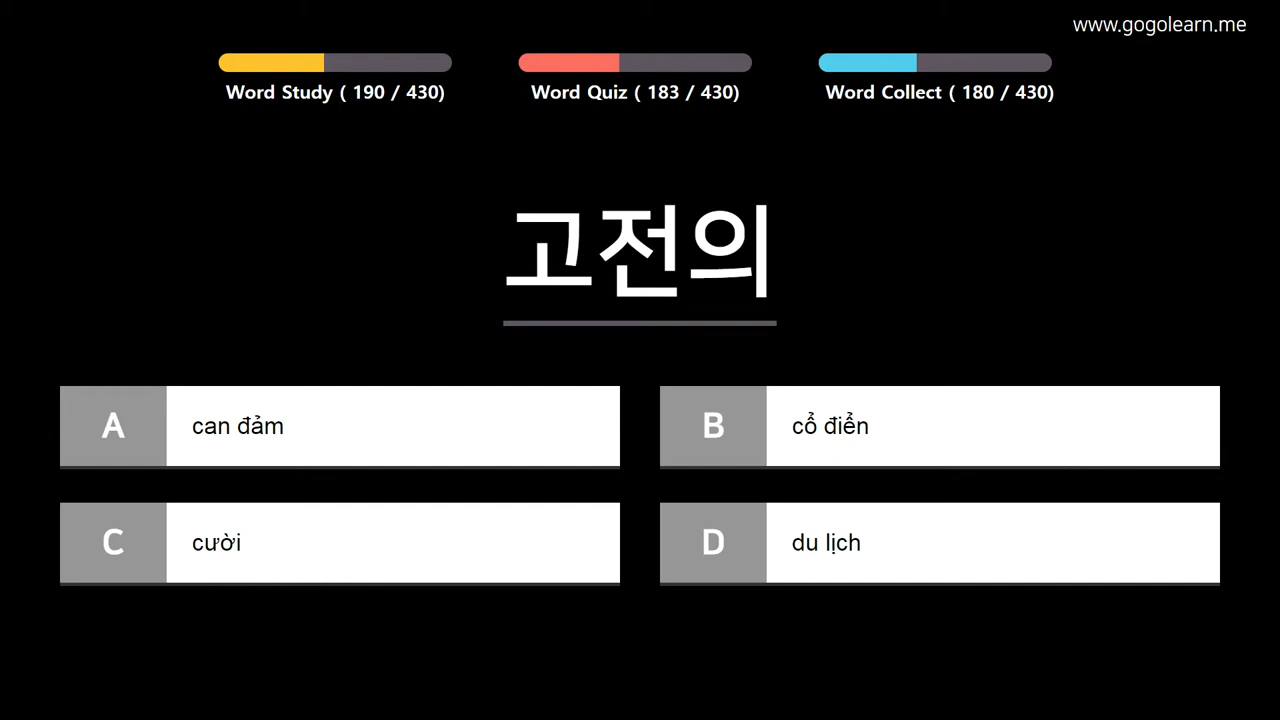 www.gogolearn.me
Word Study ( 190 / 430)
Word Quiz ( 183 / 430)
Word Collect ( 180 / 430)
고전의
A can đảm
B cổ điển
C cười
D du lịch